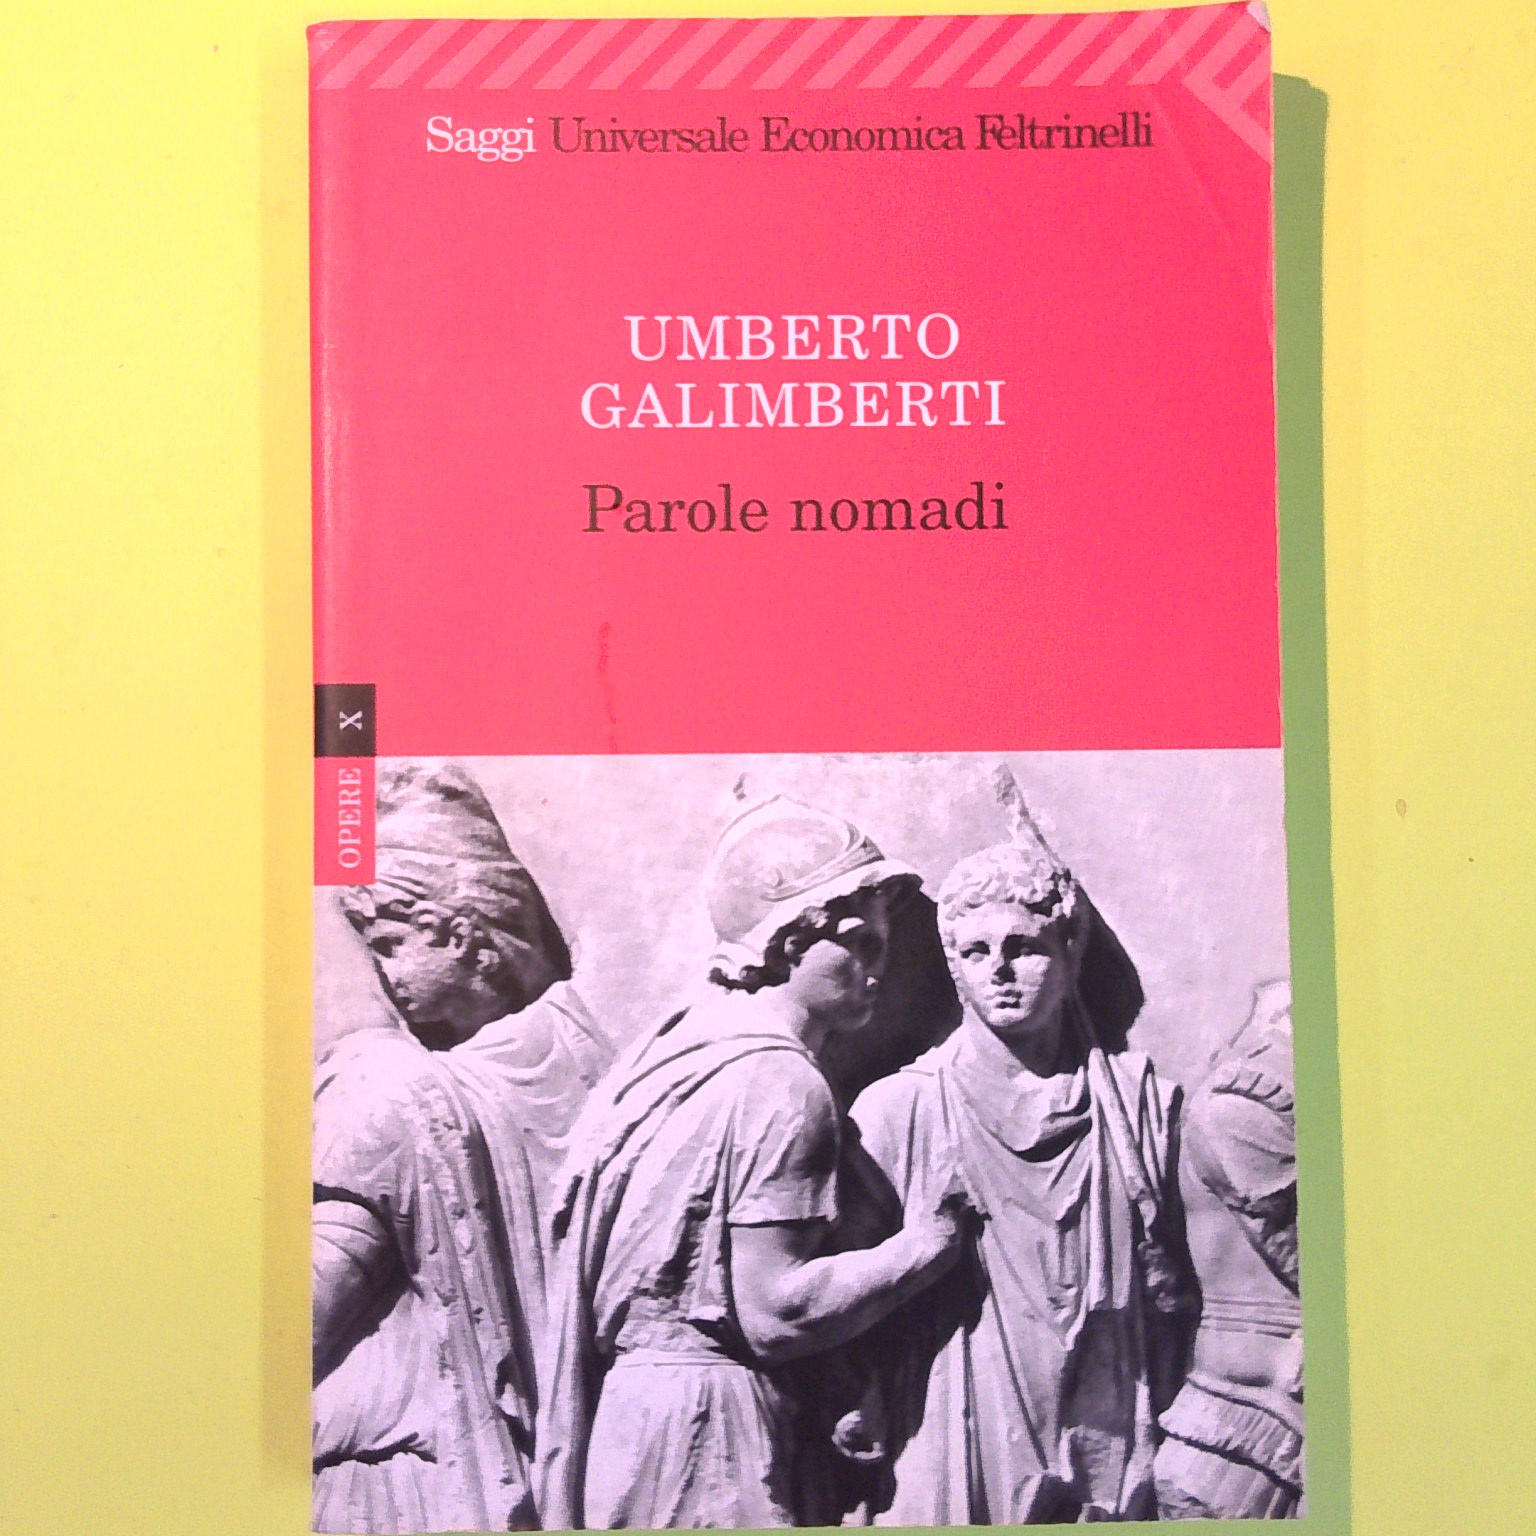 Saggi Universale Economica Feltrinelli
UMBERTO
GALIMBERTI
Parole nomadi
OPERE X